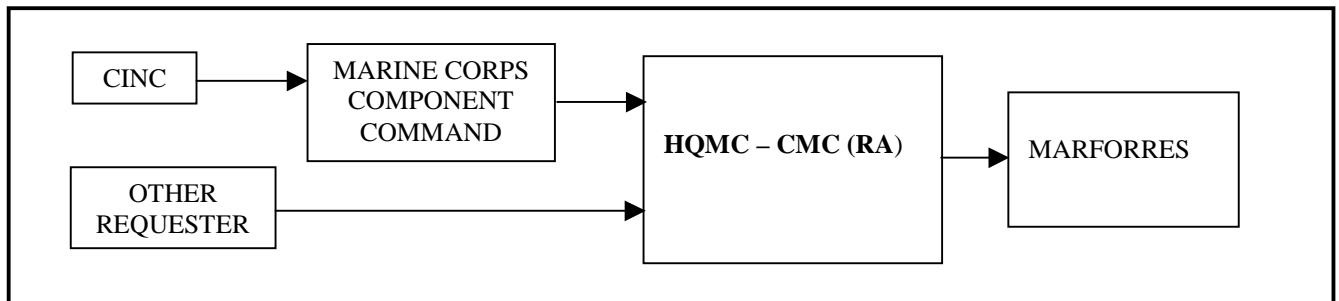 CINC
MARINE CORPS
COMPONENT
COMMAND
HQMC – CMC (RA)
MARFORRES
OTHER
REQUESTER